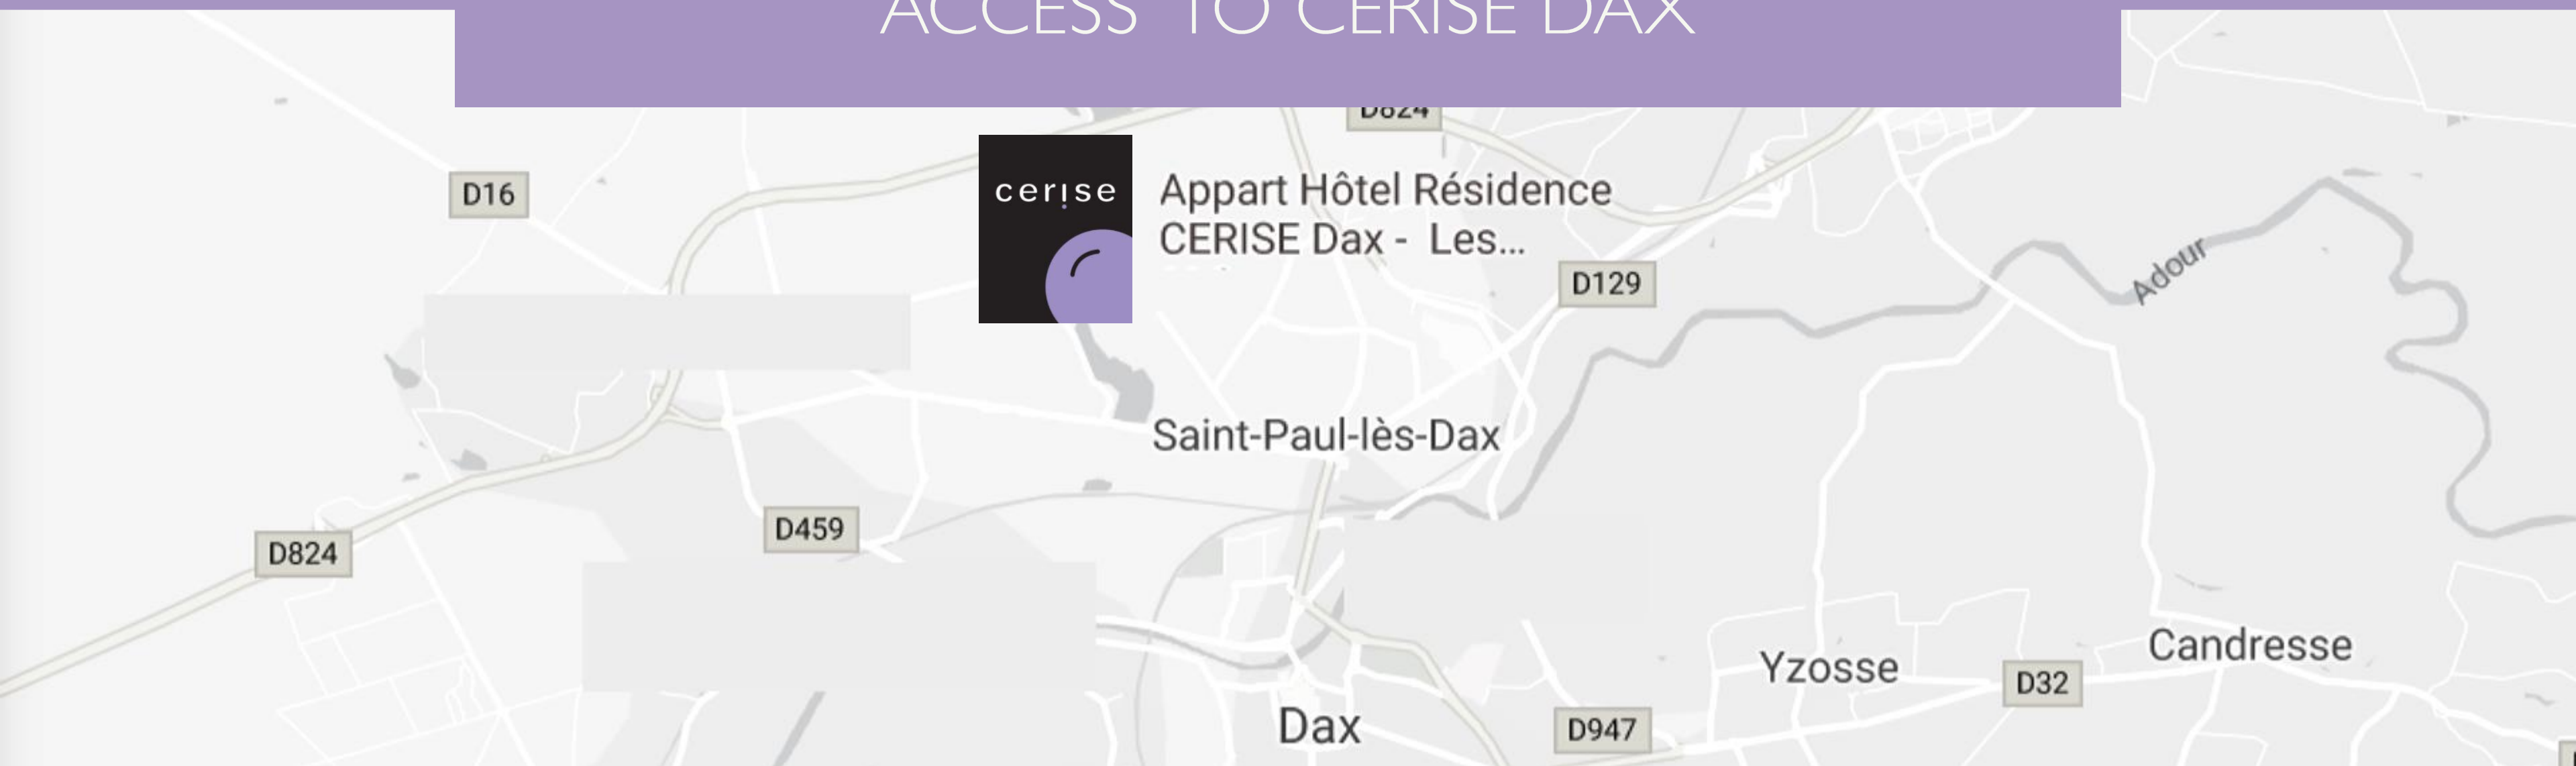 ACCESS TO CERISE DAX
D824
D16
cerise
Appart Hôtel Résidence
CERISE Dax - Les...
D129
Adour
Saint-Paul-lès-Dax
D459
D824
Candresse
Yzosse
D32
Dax
D947